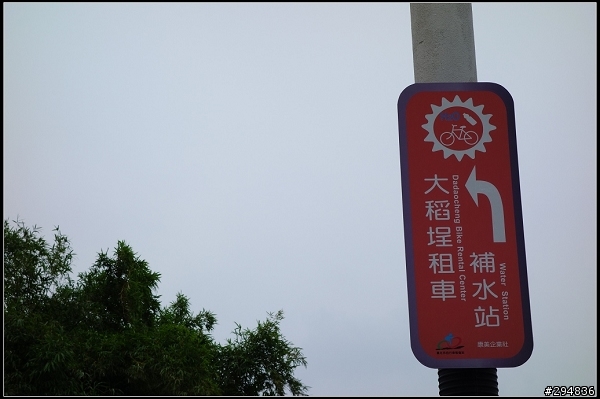 大稻埕租車
Dadaocheng Bike Rental Center
補水站
Water Station
#294836